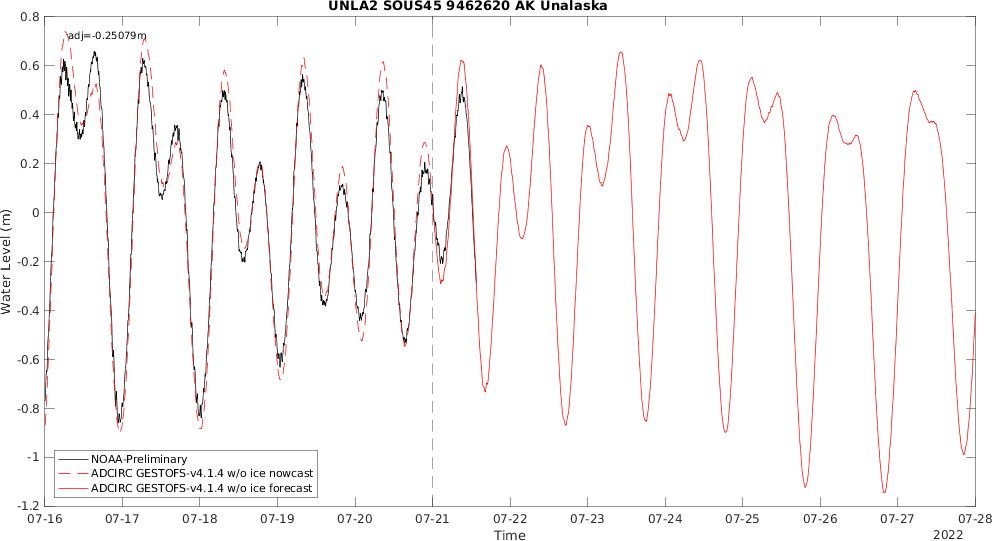 UNLA2 SOUS45 9462620 AK Unalaska
adj=-0.25079m
0.8
0.6
0.4
0.2
0
-0.2
-0.4
-0.6
-0.8
-1
-1.2
Water Level (m)
NOAA-Preliminary
ADCIRC GESTOFS-v4.1.4 w/o ice nowcast
ADCIRC GESTOFS-v4.1.4 w/o ice forecast
07-16 07-17 07-18 07-19 07-20 07-21 07-22 07-23 07-24 07-25 07-26 07-27 07-28
Time
2022